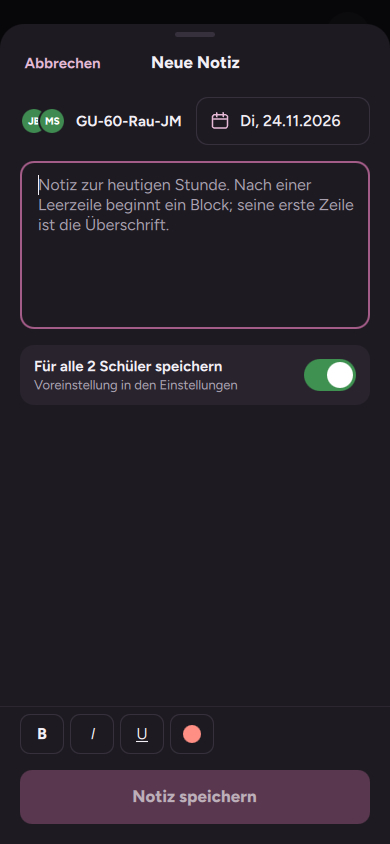 Abbrechen
Neue Notiz
JE MS GU-60-Rau-JM
Di, 24.11.2026
Notiz zur heutigen Stunde. Nach einer
Leerzeile beginnt ein Block; seine erste Zeile
ist die Überschrift.
Für alle 2 Schüler speichern
Voreinstellung in den Einstellungen
B
I
U
Notiz speichern